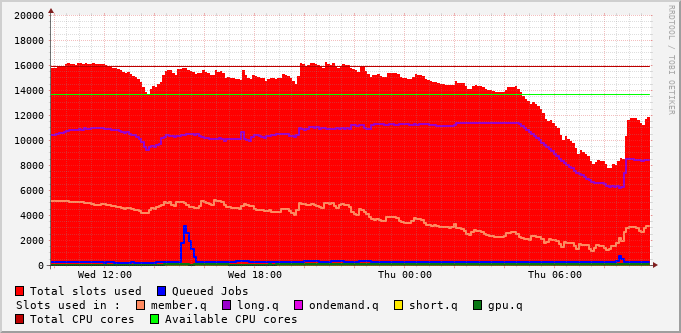 RRDTOOL / TOBI OETIKER
20000
18000
16000
14000
12000
10000
8000
6000
4000
2000
0
Wed 12:00 Wed 18:00 Thu 00:00 Thu 06:00
Total slots used Queued Jobs
Slots used in : member.q long.q ondemand.q short.q gpu.q
Total CPU cores Available CPU cores